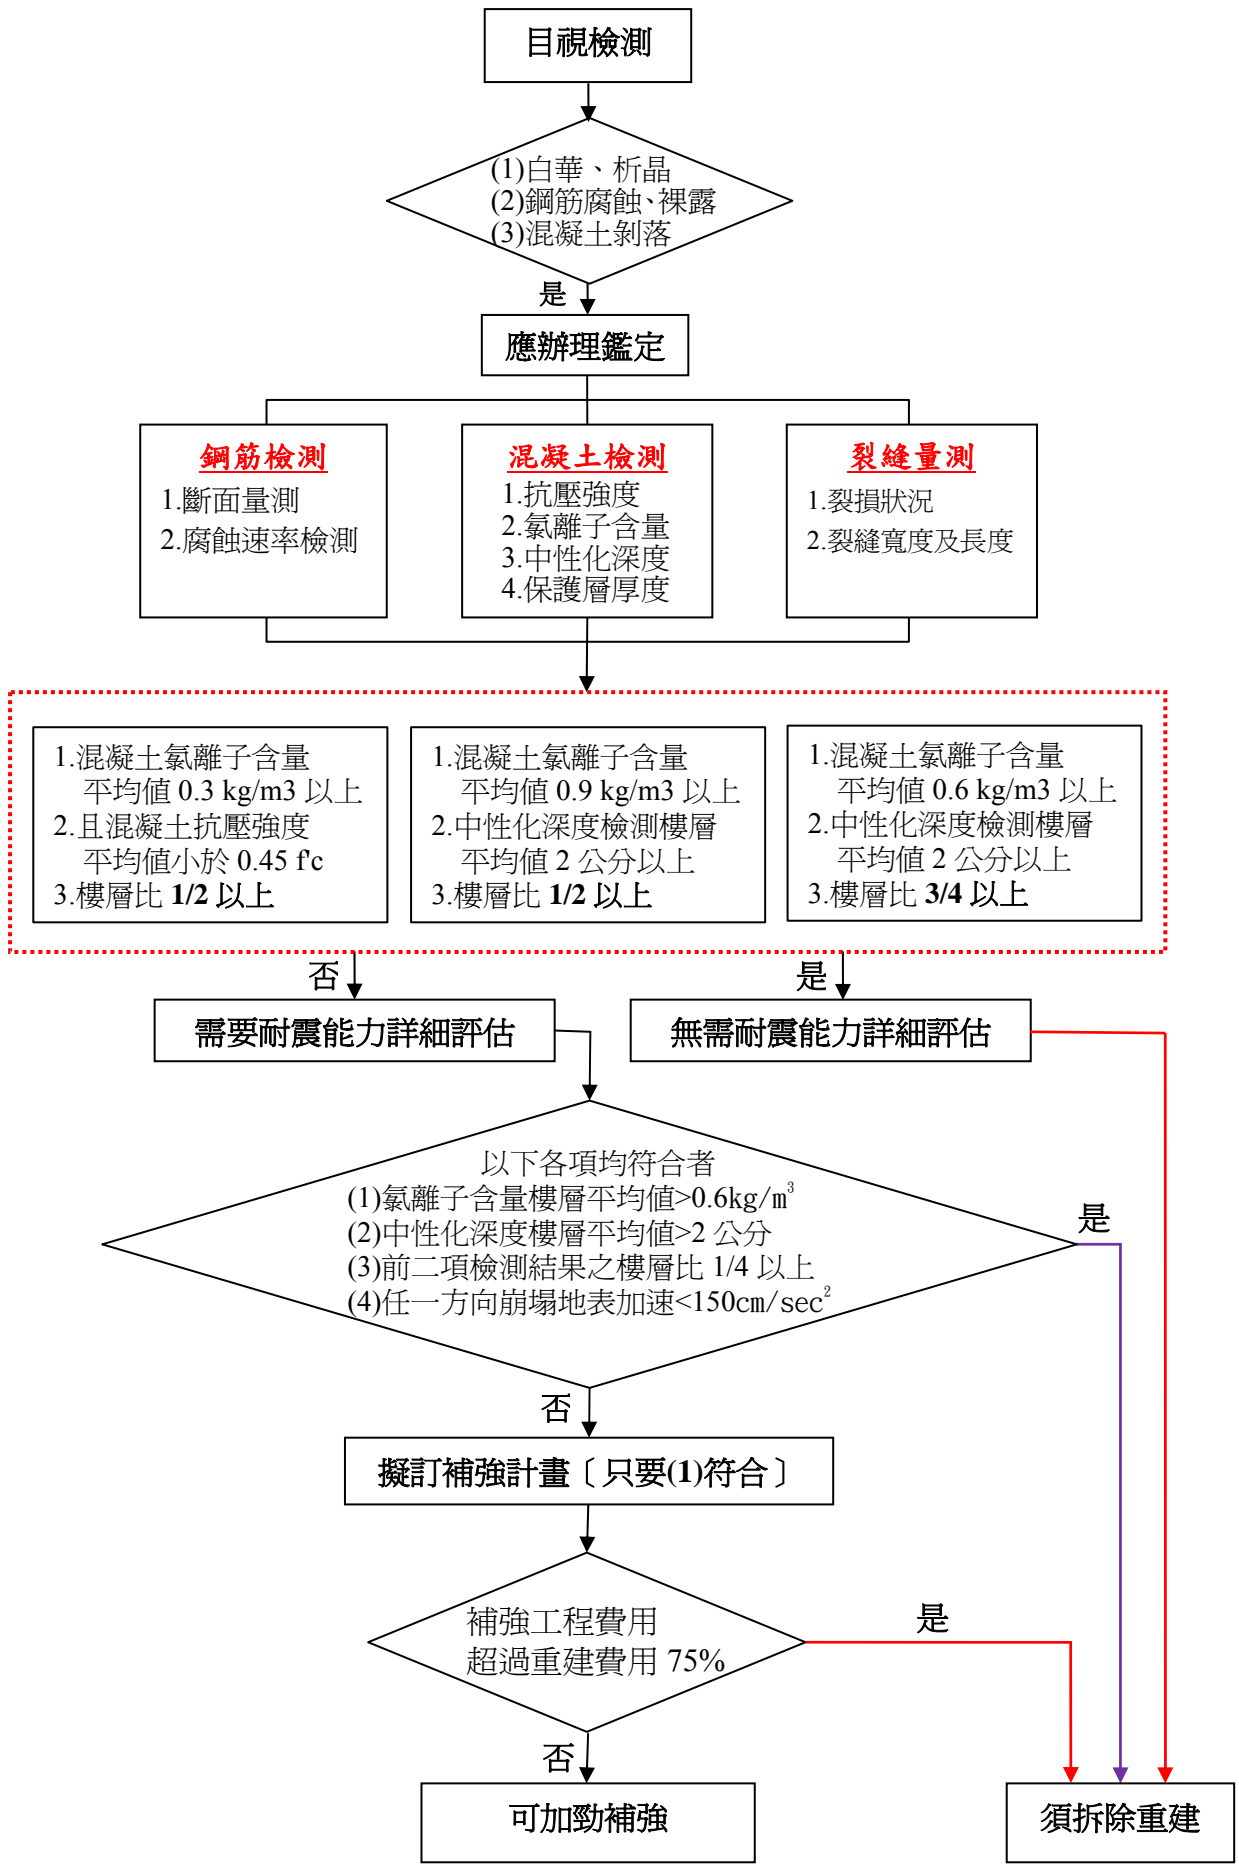 目視檢測
(1)白華、析晶
(2)鋼筋腐蝕、裸露
(3)混凝土剝落
是
應辦理鑑定
鋼筋檢測
1.斷面量測
2.腐蝕速率檢測
混凝土檢測
1.抗壓強度
2.氯離子含量
3.中性化深度
4.保護層厚度
裂縫量測
1.裂損狀況
2.裂縫寬度及長度
1.混凝土氯離子含量
平均值 0.3 kg/m3 以上
2.且混凝土抗壓強度
平均值小於 0.45 f'c
3.樓層比 1/2 以上
1.混凝土氯離子含量
平均值 0.9 kg/m3 以上
2.中性化深度檢測樓層
平均值 2 公分以上
3.樓層比 1/2 以上
1.混凝土氯離子含量
平均值 0.6 kg/m3 以上
2.中性化深度檢測樓層
平均值 2 公分以上
3.樓層比 3/4 以上
否
是
需要耐震能力詳細評估
無需耐震能力詳細評估
以下各項均符合者
(1)氯離子含量樓層平均值>0.6kg/m³
(2)中性化深度樓層平均值>2 公分
(3)前二項檢測結果之樓層比 1/4 以上
(4)任一方向崩塌地表加速<150cm/sec²
是
否
擬訂補強計畫〔只要(1)符合〕
補強工程費用
超過重建費用 75%
是
否
可加勁補強
須拆除重建